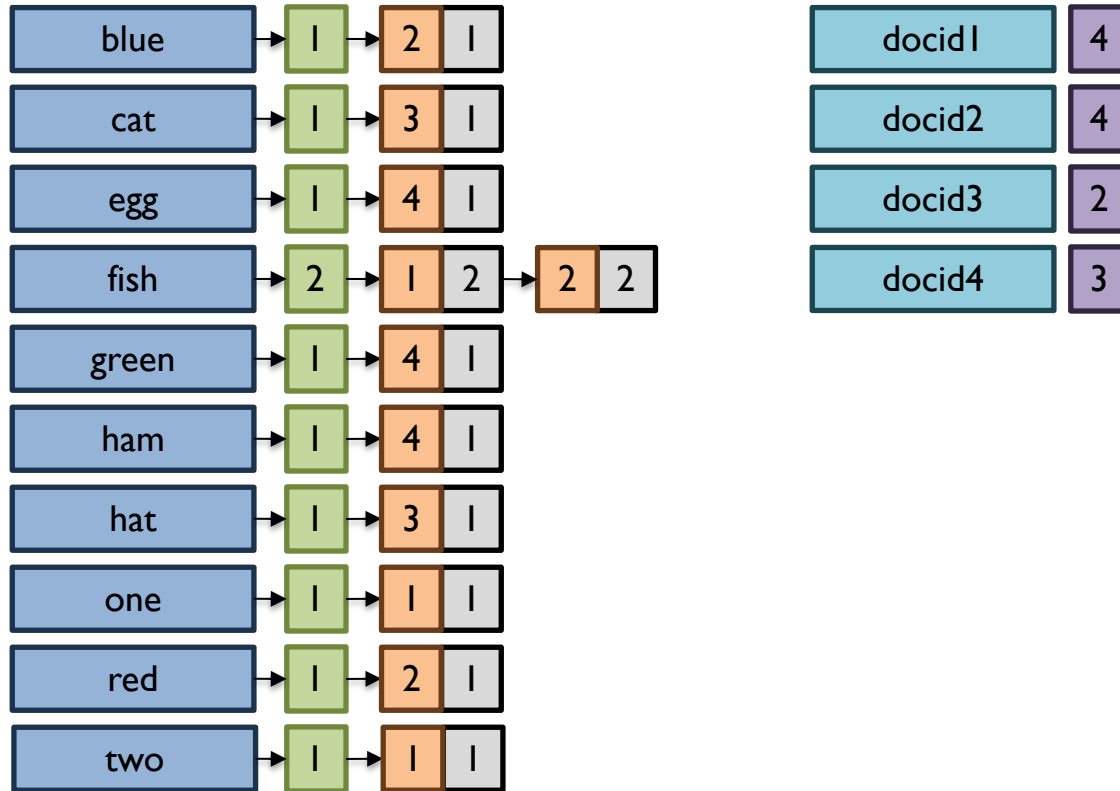 blue 1 2 1 docid1 4
cat 1 3 1 docid2 4
egg 1 4 1 docid3 2
fish 2 1 2 2 2 docid4 3
green 1 4 1
ham 1 4 1
hat 1 3 1
one 1 1 1
red 1 2 1
two 1 1 1